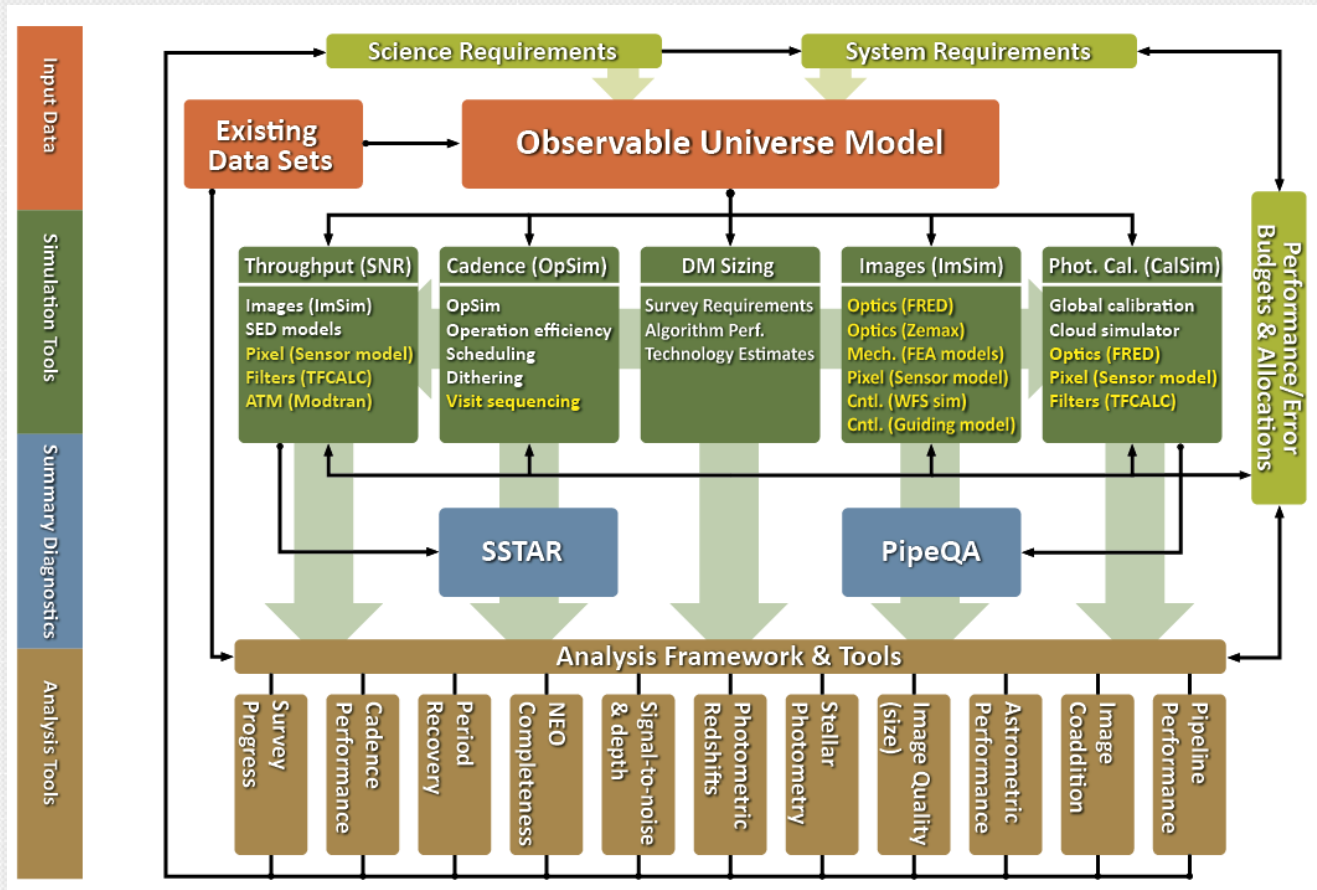 Science Requirements
System Requirements
Input Data
Existing
Data Sets
Observable Universe Model
Performance/Error
Budgets & Allocations
Simulation Tools
Throughput (SNR)
Images (ImSim)
SED models
Pixel (Sensor model)
Filters (TFCALC)
ATM (Modtran)
Cadence (OpSim)
OpSim
Operation efficiency
Scheduling
Dithering
Visit sequencing
DM Sizing
Survey Requirements
Algorithm Perf.
Technology Estimates
Images (ImSim)
Optics (FRED)
Optics (Zemax)
Mech. (FEA models)
Pixel (Sensor model)
Cntl. (WFS sim)
Cntl. (Guiding model)
Phot. Cal. (CalSim)
Global calibration
Cloud simulator
Optics (FRED)
Pixel (Sensor model)
Filters (TFCALC)
Summary Diagnostics
SSTAR
PipeQA
Analysis Tools
Analysis Framework & Tools
Survey
Progress
Cadence
Performance
Period
Recovery
NEO
Completeness
Signal-to-noise
& depth
Photometric
Redshifts
Stellar
Photometry
Image Quality
(size)
Astrometric
Performance
Image
Coaddition
Pipeline
Performance